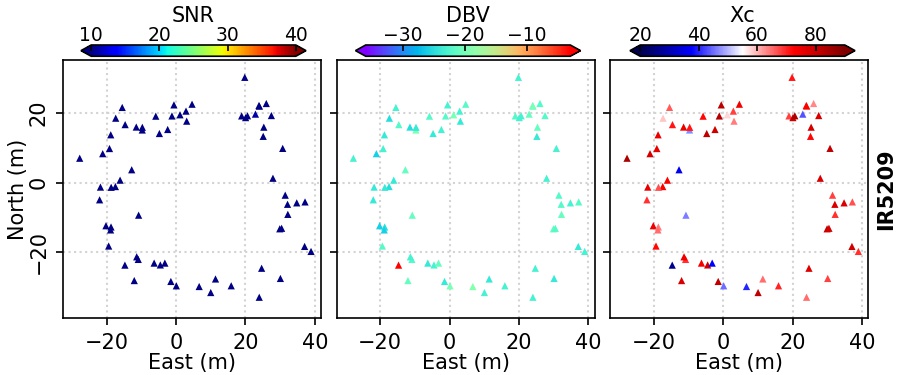 SNR DBV Xc
10 20 30 40 −30 −20 −10 20 40 60 80
North (m)
20
0
−20
−20 0 20 40 −20 0 20 40 −20 0 20 40
East (m) East (m) East (m)
IR5209